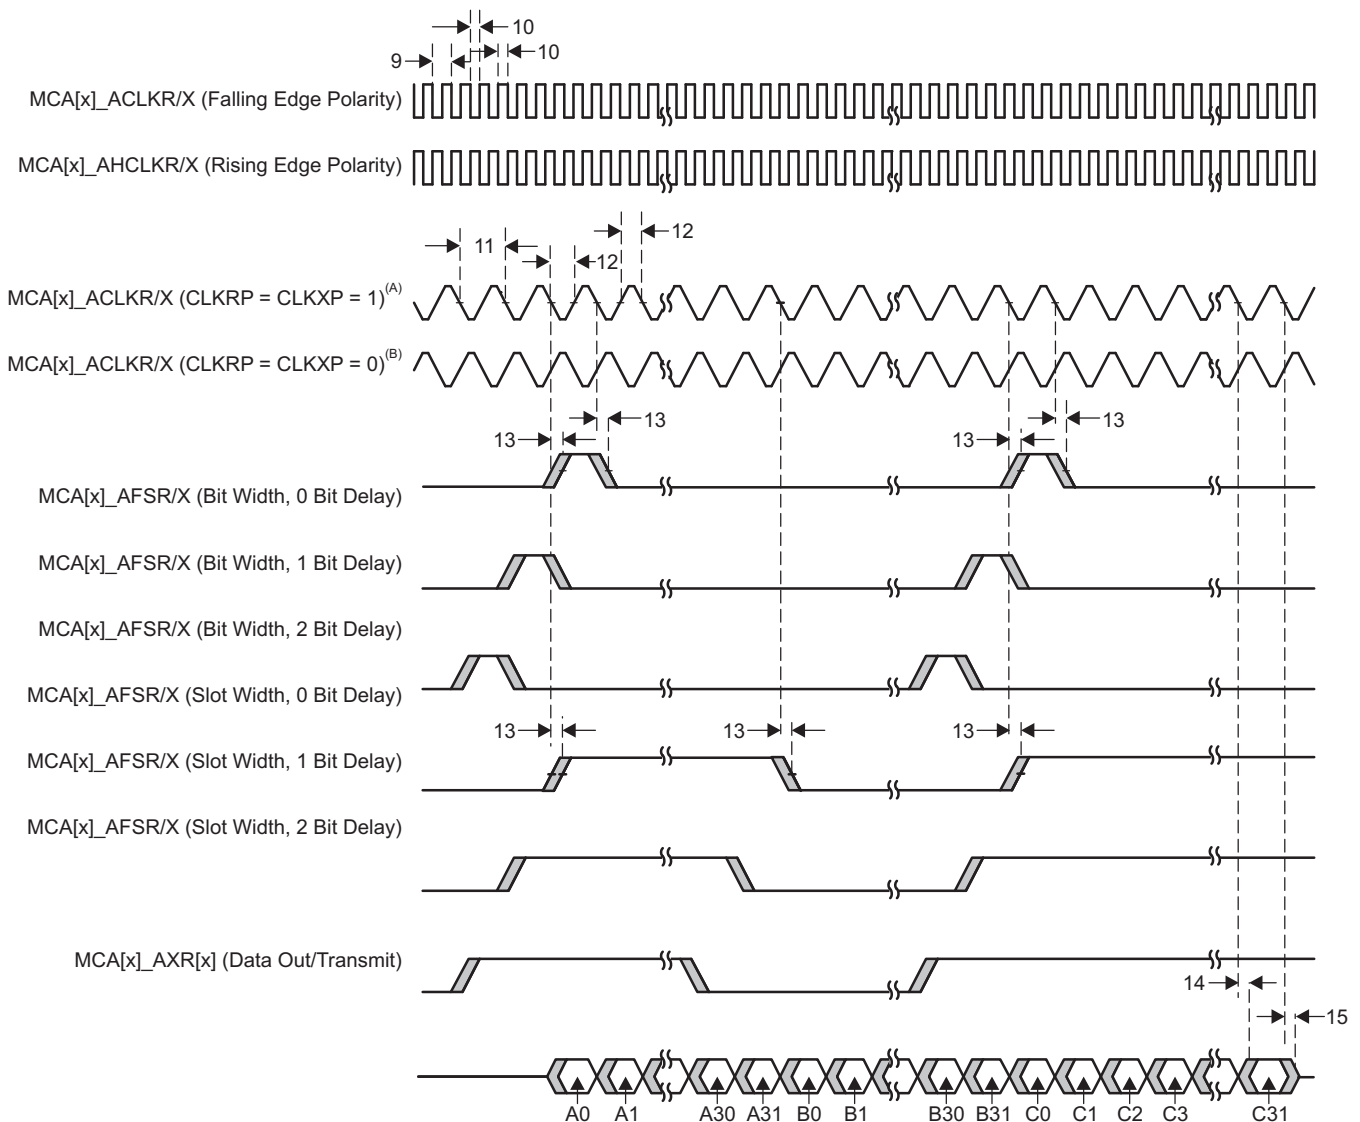 10
9
10
MCA[x]_ACLKR/X (Falling Edge Polarity)
MCA[x]_AHCLKR/X (Rising Edge Polarity)
12
11
12
MCA[x]_ACLKR/X (CLKRP = CLKXP = 1)(A)
MCA[x]_ACLKR/X (CLKRP = CLKXP = 0)(B)
13
13
13
13
MCA[x]_AFSR/X (Bit Width, 0 Bit Delay)
MCA[x]_AFSR/X (Bit Width, 1 Bit Delay)
MCA[x]_AFSR/X (Bit Width, 2 Bit Delay)
MCA[x]_AFSR/X (Slot Width, 0 Bit Delay)
13
13
13
MCA[x]_AFSR/X (Slot Width, 1 Bit Delay)
MCA[x]_AFSR/X (Slot Width, 2 Bit Delay)
MCA[x]_AXR[x] (Data Out/Transmit)
14
15
A0 A1 A30 A31 B0 B1 B30 B31 C0 C1 C2 C3 C31